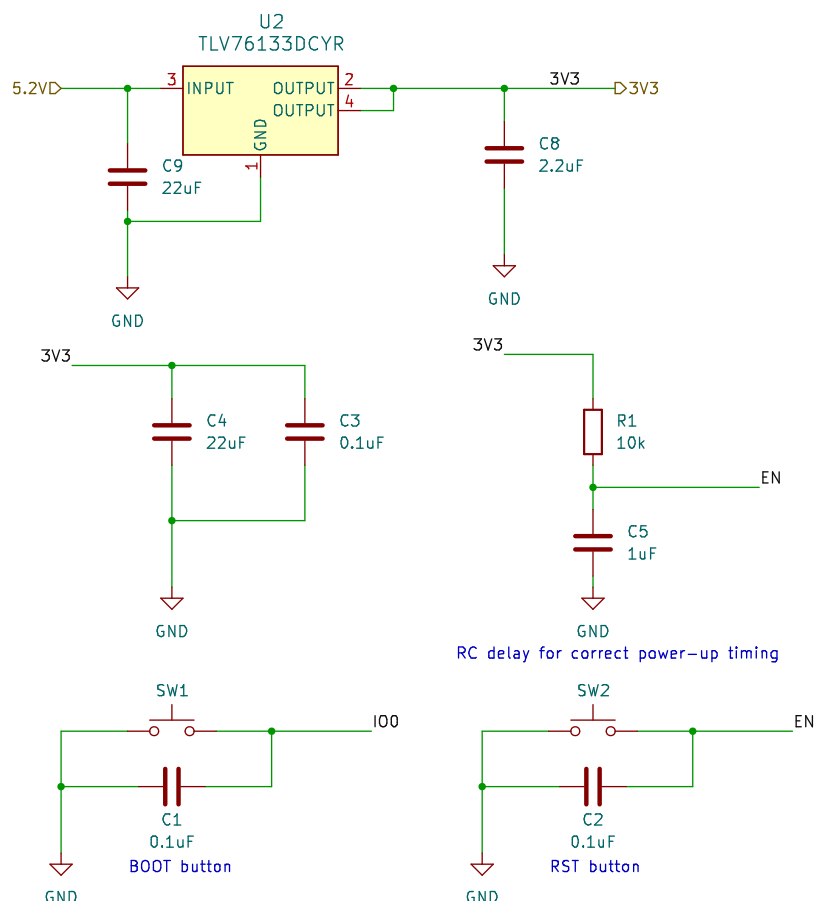 U2
TLV76133DCYR
5.2V
3
INPUT
OUTPUT
2
3V3
3V3
OUTPUT
4
GND
1
C9
22uF
C8
2.2uF
GND
GND
3V3
C4
22uF
C3
0.1uF
GND
3V3
R1
10k
EN
C5
1uF
GND
RC delay for correct power-up timing
SW1
IO0
C1
0.1uF
BOOT button
GND
SW2
EN
C2
0.1uF
RST button
GND